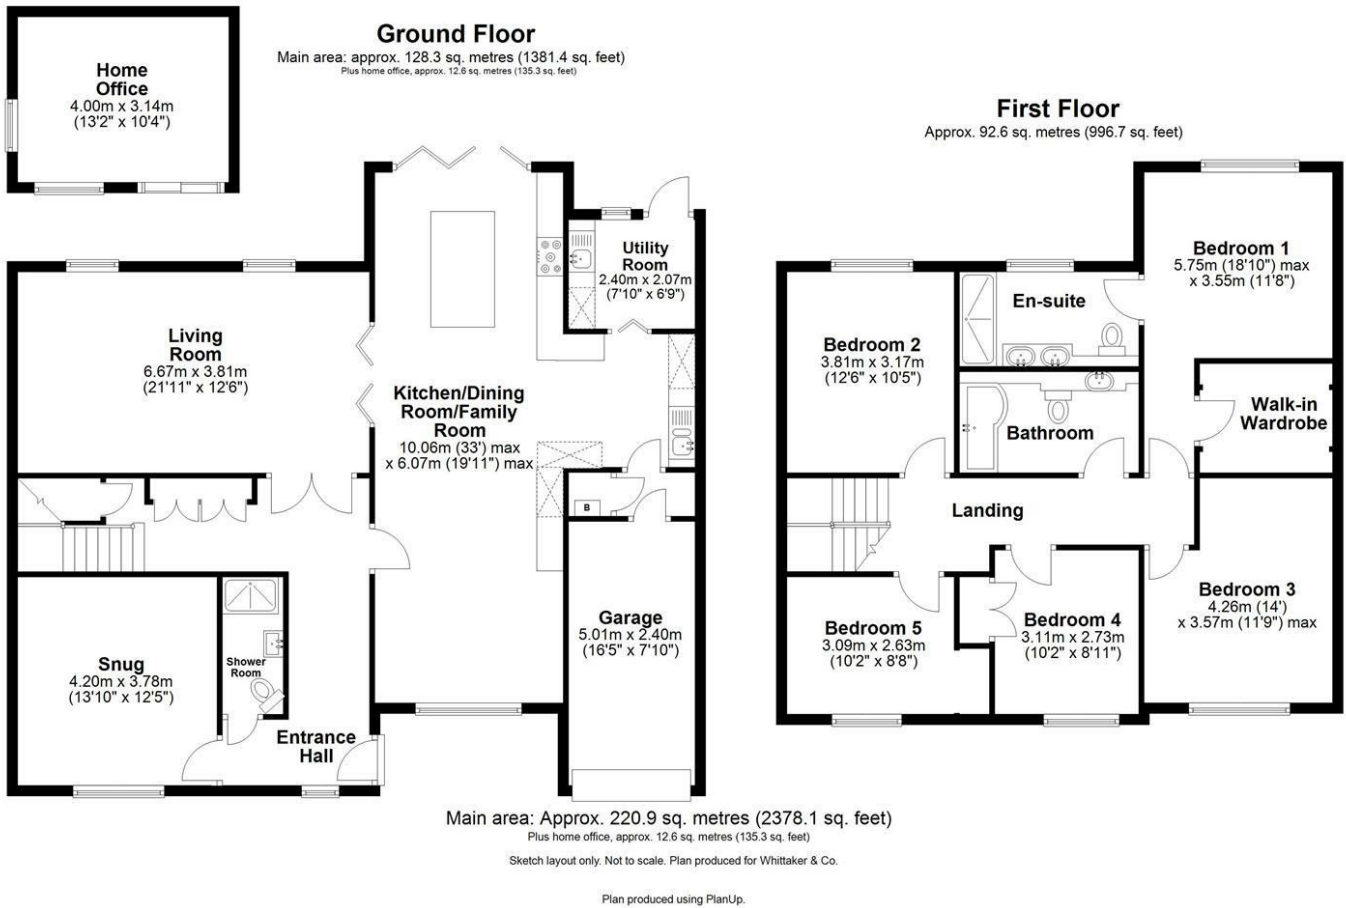 Ground Floor
Main area: approx. 128.3 sq. metres (1381.4 sq. feet)
Plus home office, approx. 12.6 sq. metres (135.3 sq. feet)
Home
Office
4.00m x 3.14m
(13'2" x 10'4")
Utility
Room
2.40m x 2.07m
(7'10" x 6'9")
Living
Room
6.67m x 3.81m
(21'11" x 12'6")
Kitchen/Dining
Room/Family
Room
10.06m (33') max
x 6.07m (19'11") max
B
Garage
5.01m x 2.40m
(16'5" x 7'10")
Snug
4.20m x 3.78m
(13'10" x 12'5")
Shower
Room
Entrance
Hall
First Floor
Approx. 92.6 sq. metres (996.7 sq. feet)
Bedroom 1
5.75m (18'10") max
x 3.55m (11'8")
En-suite
Bedroom 2
3.81m x 3.17m
(12'6" x 10'5")
Walk-in
Wardrobe
Bathroom
Landing
Bedroom 3
4.26m (14')
x 3.57m (11'9") max
Bedroom 4
3.11m x 2.73m
(10'2" x 8'11")
Bedroom 5
3.09m x 2.63m
(10'2" x 8'8")
Main area: Approx. 220.9 sq. metres (2378.1 sq. feet)
Plus home office, approx. 12.6 sq. metres (135.3 sq. feet)
Sketch layout only. Not to scale. Plan produced for Whittaker & Co.
Plan produced using PlanUp.